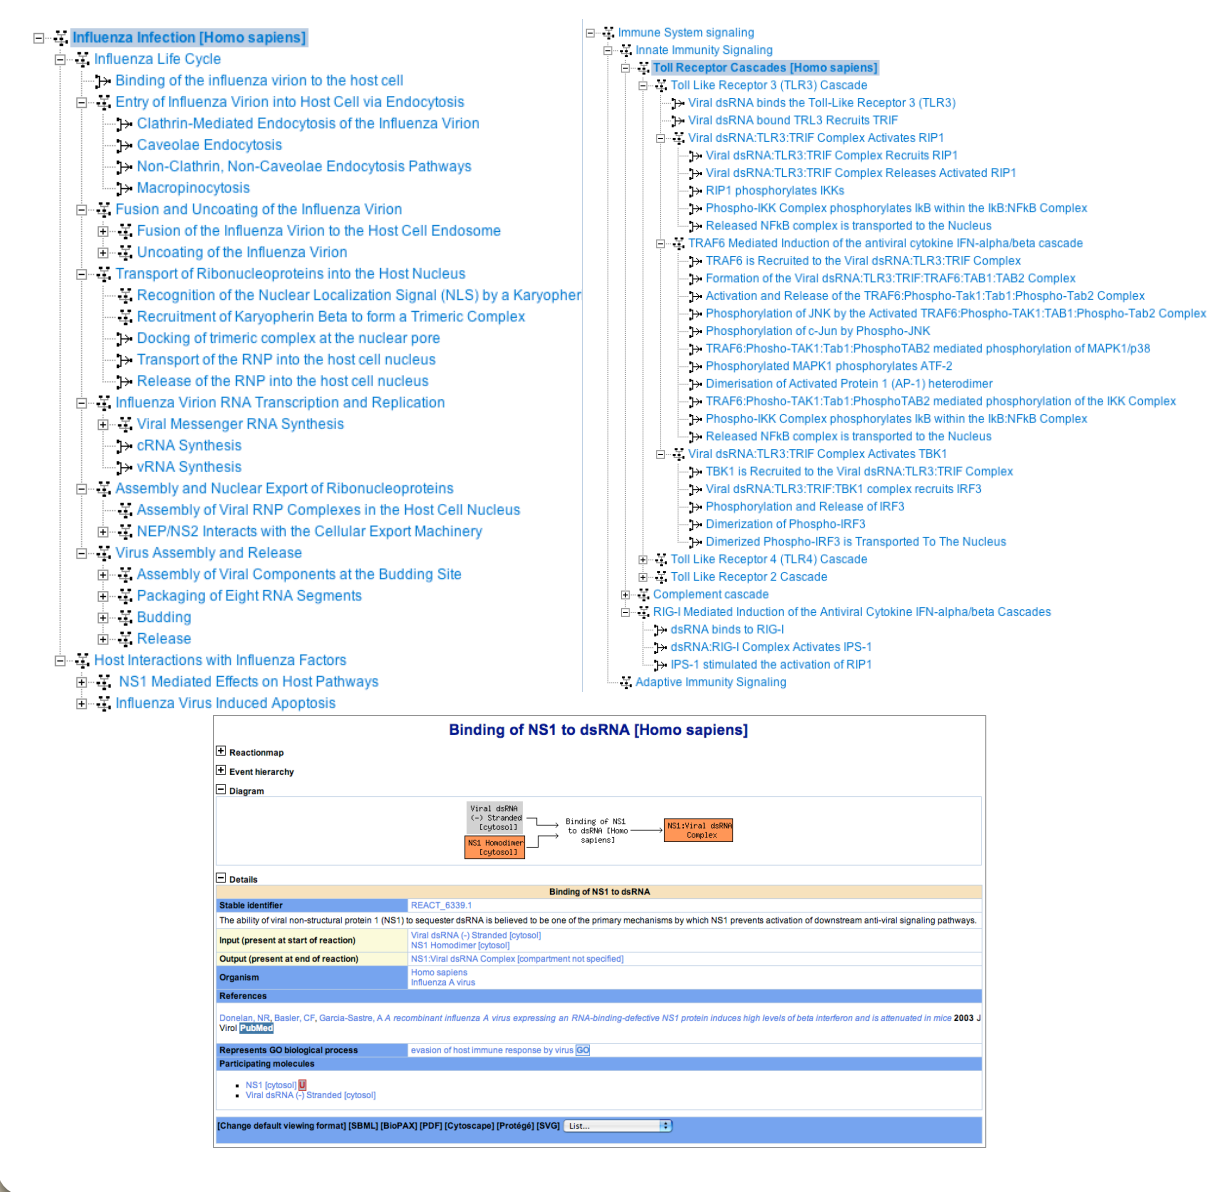 Influenza Infection [Homo sapiens]
Influenza Life Cycle
Binding of the influenza virion to the host cell
Entry of Influenza Virion into Host Cell via Endocytosis
Clathrin-Mediated Endocytosis of the Influenza Virion
Caveolae Endocytosis
Non-Clathrin, Non-Caveolae Endocytosis Pathways
Macropinocytosis
Fusion and Uncoating of the Influenza Virion
Fusion of the Influenza Virion to the Host Cell Endosome
Uncoating of the Influenza Virion
Transport of Ribonucleoproteins into the Host Nucleus
Recognition of the Nuclear Localization Signal (NLS) by a Karyopher
Recruitment of Karyopherin Beta to form a Trimeric Complex
Docking of trimeric complex at the nuclear pore
Transport of the RNP into the host cell nucleus
Release of the RNP into the host cell nucleus
Influenza Virion RNA Transcription and Replication
Viral Messenger RNA Synthesis
cRNA Synthesis
vRNA Synthesis
Assembly and Nuclear Export of Ribonucleoproteins
Assembly of Viral RNP Complexes in the Host Cell Nucleus
NEP/NS2 Interacts with the Cellular Export Machinery
Virus Assembly and Release
Assembly of Viral Components at the Budding Site
Packaging of Eight RNA Segments
Budding
Release
Host Interactions with Influenza Factors
NS1 Mediated Effects on Host Pathways
Influenza Virus Induced Apoptosis
Immune System signaling
Innate Immunity Signaling
Toll Receptor Cascades [Homo sapiens]
Toll Like Receptor 3 (TLR3) Cascade
Viral dsRNA binds the Toll-Like Receptor 3 (TLR3)
Viral dsRNA bound TRL3 Recruits TRIF
Viral dsRNA:TLR3:TRIF Complex Activates RIP1
Viral dsRNA:TLR3:TRIF Complex Recruits RIP1
Viral dsRNA:TLR3:TRIF Complex Releases Activated RIP1
RIP1 phosphorylates IKKs
Phospho-IKK Complex phosphorylates IkB within the IkB:NFkB Complex
Released NFkB complex is transported to the Nucleus
TRAF6 Mediated Induction of the antiviral cytokine IFN-alpha/beta cascade
TRAF6 is Recruited to the Viral dsRNA:TLR3:TRIF Complex
Formation of the Viral dsRNA:TLR3:TRIF:TRAF6:TAB1:TAB2 Complex
Activation and Release of the TRAF6:Phospho-Tak1:Tab1:Phospho-Tab2 Complex
Phosphorylation of JNK by the Activated TRAF6:Phospho-TAK1:TAB1:Phospho-Tab2 Complex
Phosphorylation of c-Jun by Phospho-JNK
TRAF6:Phosho-TAK1:Tab1:PhosphoTAB2 mediated phosphorylation of MAPK1/p38
Phosphorylated MAPK1 phosphorylates ATF-2
Dimerisation of Activated Protein 1 (AP-1) heterodimer
TRAF6:Phosho-TAK1:Tab1:PhosphoTAB2 mediated phosphorylation of the IKK Complex
Phospho-IKK Complex phosphorylates IkB within the IkB:NFkB Complex
Released NFkB complex is transported to the Nucleus
Viral dsRNA:TLR3:TRIF Complex Activates TBK1
TBK1 is Recruited to the Viral dsRNA:TLR3:TRIF Complex
Viral dsRNA:TLR3:TRIF:TBK1 complex recruits IRF3
Phosphorylation and Release of IRF3
Dimerization of Phospho-IRF3
Dimerized Phospho-IRF3 is Transported To The Nucleus
Toll Like Receptor 4 (TLR4) Cascade
Toll Like Receptor 2 Cascade
Complement cascade
RIG-I Mediated Induction of the Antiviral Cytokine IFN-alpha/beta Cascades
dsRNA binds to RIG-I
dsRNA:RIG-I Complex Activates IPS-1
IPS-1 stimulated the activation of RIP1
Adaptive Immunity Signaling
Binding of NS1 to dsRNA [Homo sapiens]
Reactionmap
Event hierarchy
Diagram
Viral dsRNA
(-) Stranded
[cytosol]
NS1 Homodimer
[cytosol]
Binding of NS1
to dsRNA [Homo
sapiens]
NS1:Viral dsRNA
Complex
Details
Binding of NS1 to dsRNA
Stable identifier REACT_6339.1
The ability of viral non-structural protein 1 (NS1) to sequester dsRNA is believed to be one of the primary mechanisms by which NS1 prevents activation of downstream anti-viral signaling pathways.
Input (present at start of reaction) Viral dsRNA (-) Stranded [cytosol]
NS1 Homodimer [cytosol]
Output (present at end of reaction) NS1:Viral dsRNA Complex [compartment not specified]
Organism Homo sapiens
Influenza A virus
References
Donelan, NR, Basler, CF, Garcia-Sastre, A A recombinant influenza A virus expressing an RNA-binding-defective NS1 protein induces high levels of beta interferon and is attenuated in mice 2003 J
Virol PubMed
Represents GO biological process evasion of host immune response by virus GO
Participating molecules
NS1 [cytosol] U
Viral dsRNA (-) Stranded [cytosol]
[Change default viewing format] [SBML] [BioPAX] [PDF] [Cytoscape] [Protégé] [SVG] List...